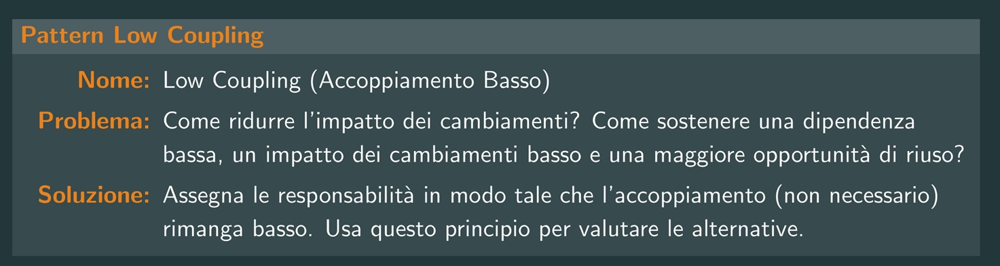 Pattern Low Coupling
Nome: Low Coupling (Accoppiamento Basso)
Problema: Come ridurre l'impatto dei cambiamenti? Come sostenere una dipendenza
bassa, un impatto dei cambiamenti basso e una maggiore opportunità di riuso?
Soluzione: Assegna le responsabilità in modo tale che l'accoppiamento (non necessario)
rimanga basso. Usa questo principio per valutare le alternative.